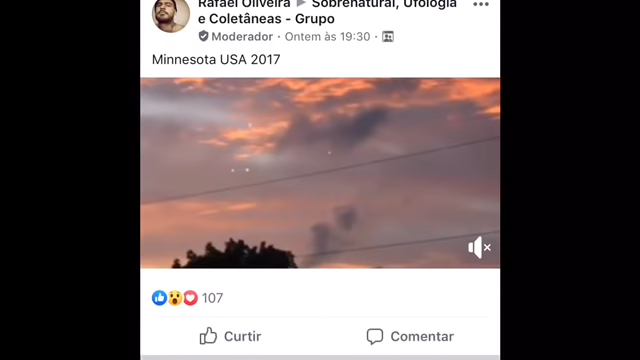 Rafael Oliveira ▶ Sobrenatural, Ufologia
e Coletâneas - Grupo
Moderador · Ontem às 19:30 ·
Minnesota USA 2017
107
Curtir
Comentar